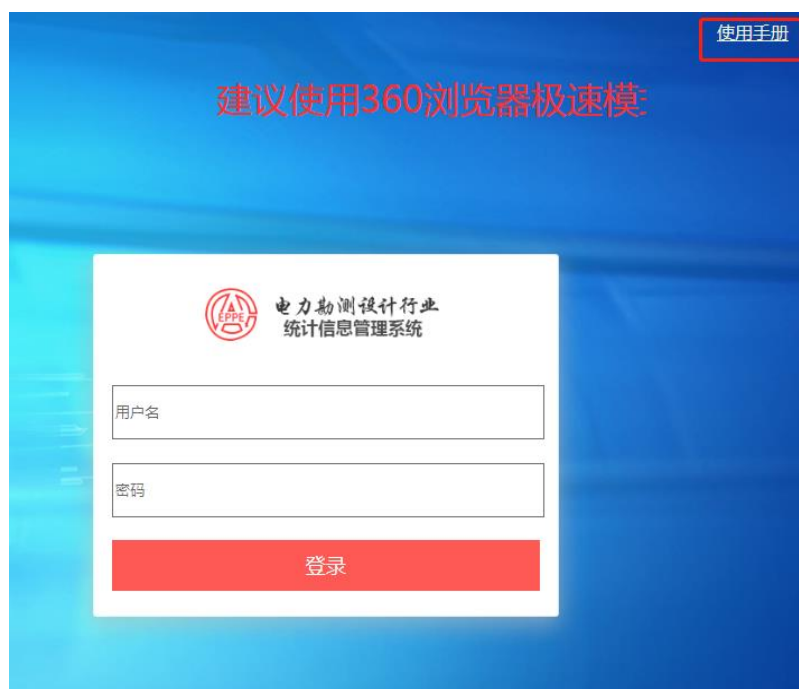 使用手册
建议使用360浏览器极速模
EPPE
电力勘测设计行业
统计信息管理系统
用户名
密码
登录